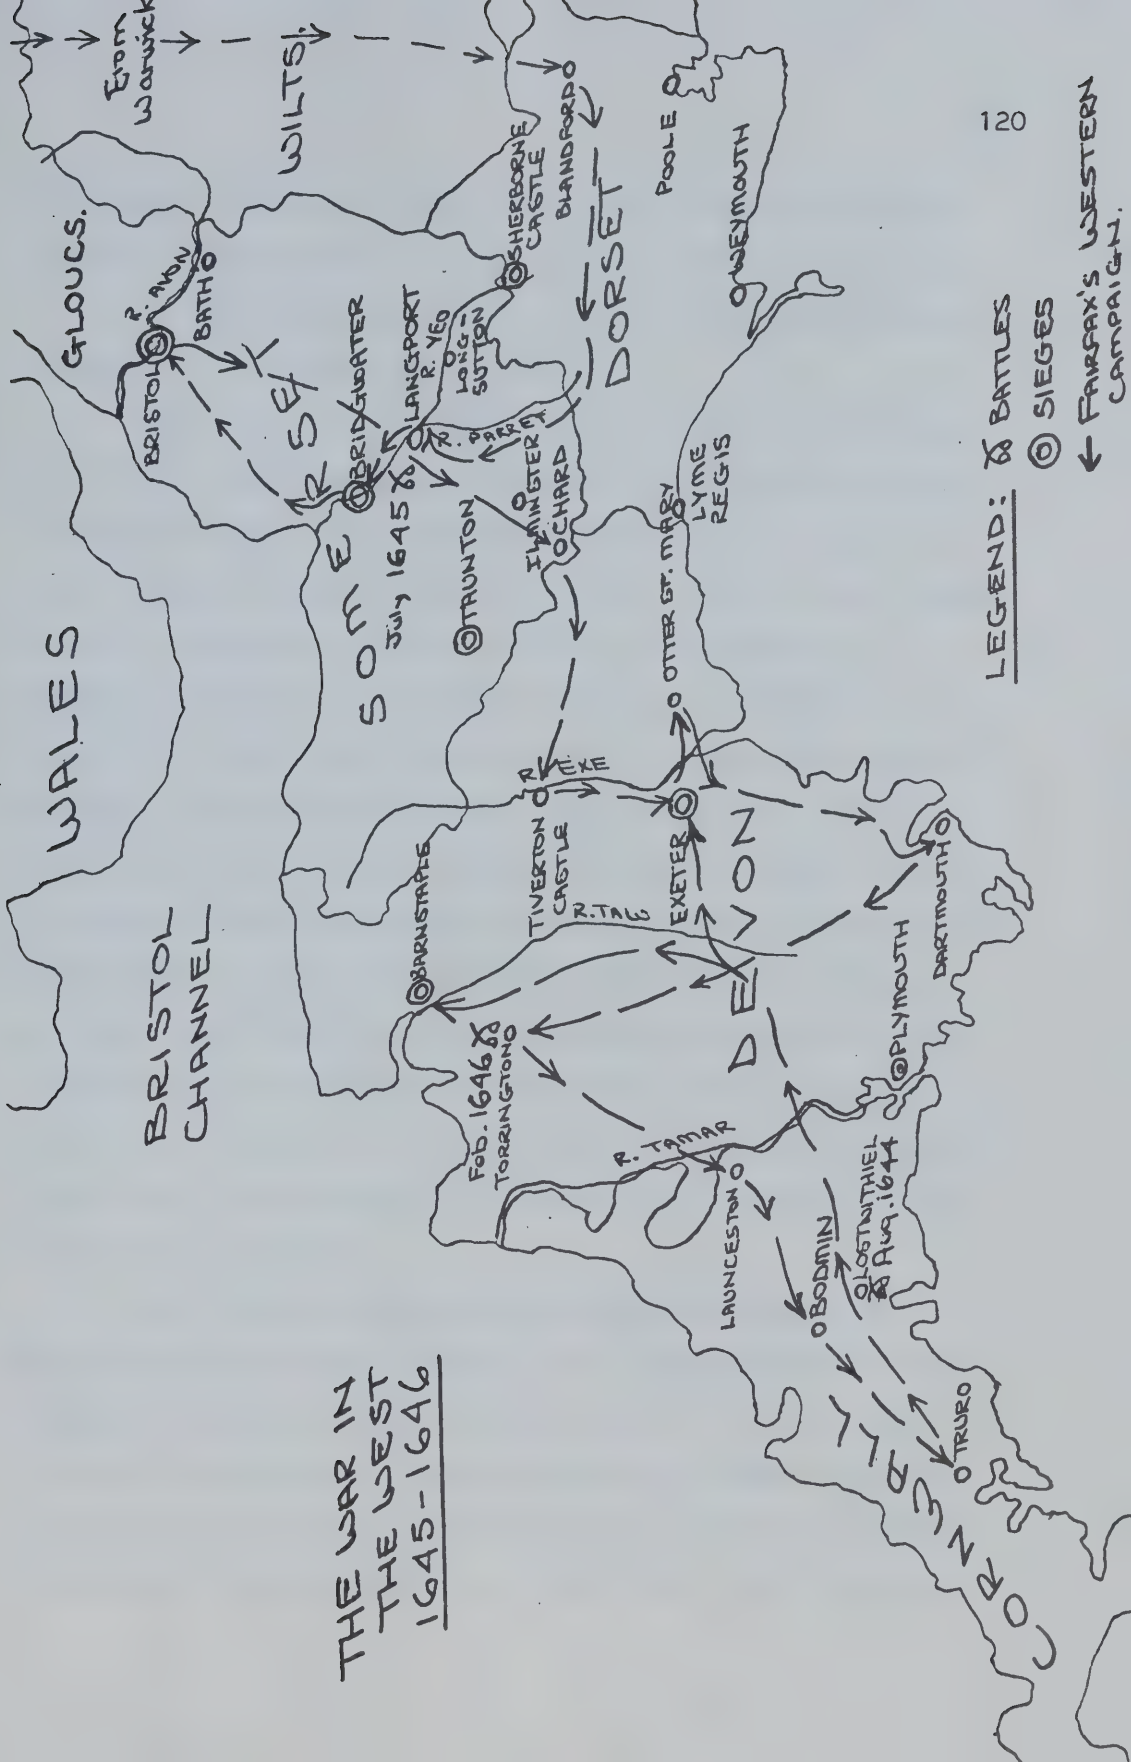 THE WAR IN
THE WEST
1645-1646
WALES
BRISTOL
CHANNEL
GLOUCS.
From
Warwick
WILTS.
R. AVON
BRISTOL
BATH
SOMERSET
BRIDGWATER
July 1645
LANGPORT
R. YEO
LONG-
SUTTON
R. PARRET
SHERBORNE
CASTLE
BLANDFORD
DORSET
POOLE
WEYMOUTH
TAUNTON
ILMINSTER
CHARD
LYME
REGIS
OTTER ST. MARY
R. EXE
TIVERTON
CASTLE
EXETER
BARNSTAPLE
R. TAW
DEVON
Feb. 1646
TORRINGTON
DARTMOUTH
PLYMOUTH
R. TAMAR
LAUNCESTON
BODMIN
LOSTWITHIEL
Aug. 1644
TRURO
CORNWALL
LEGEND:
BATTLES
SIEGES
FAIRFAX'S WESTERN
CAMPAIGN.
120